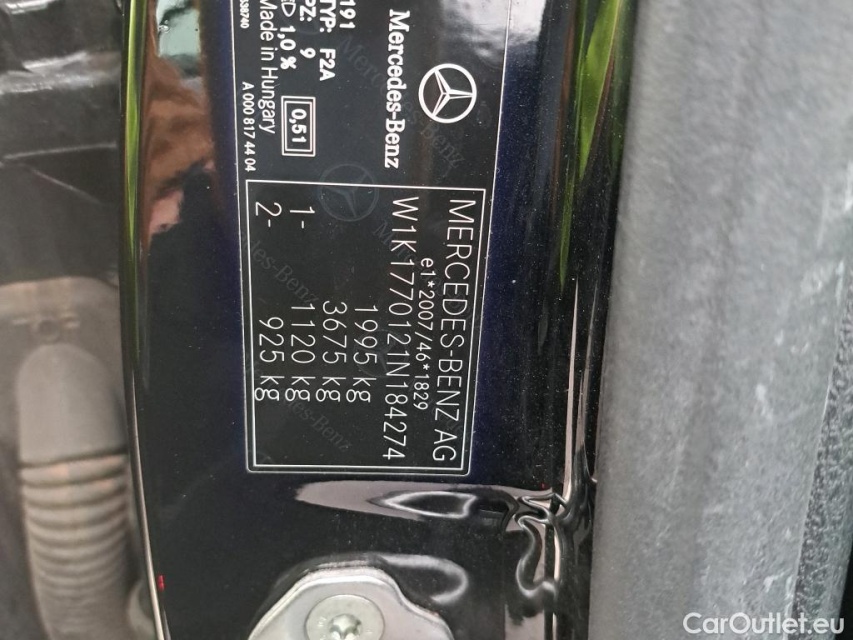 Mercedes-Benz
191
TYP: F2A
PZ: 9
1,0 %
0,51
Made in Hungary
A 000 817 44 04
MERCEDES-BENZ AG
e1*2007/46*1829
W1K1770121N184274
1995 kg
3675 kg
1- 1120 kg
2- 925 kg
CarOutlet.eu